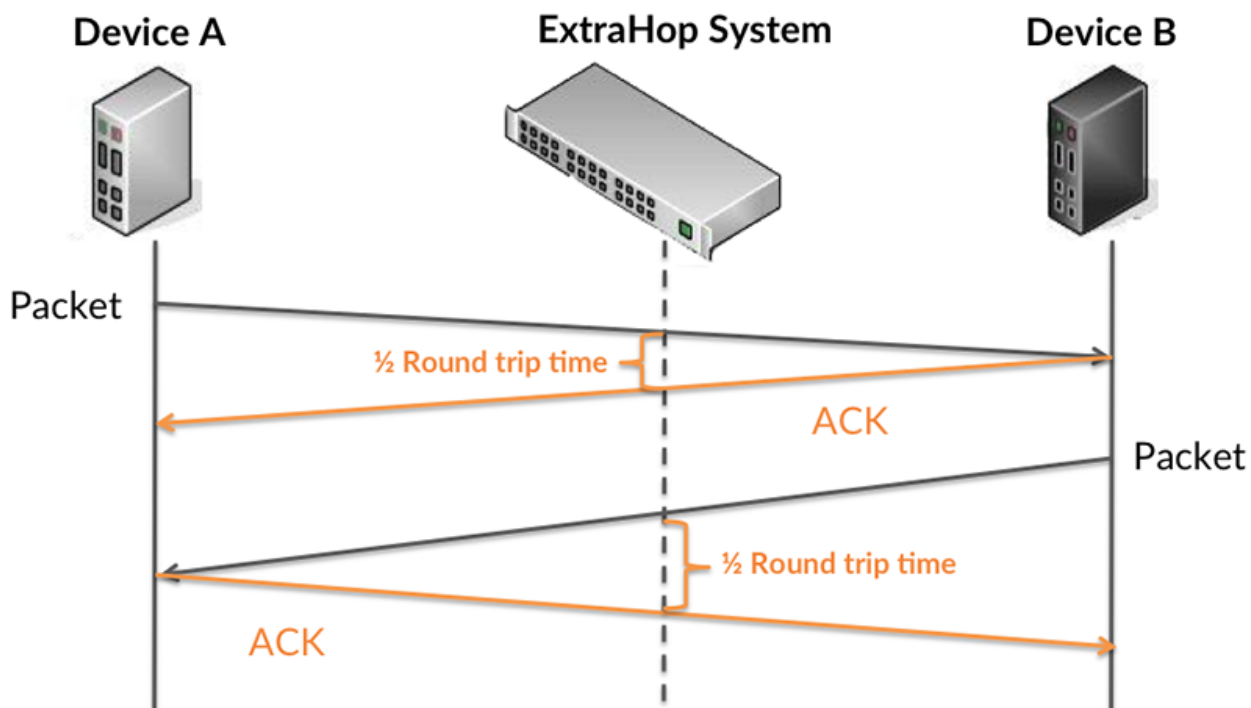 Device A
ExtraHop System
Device B
Packet
½ Round trip time
ACK
Packet
½ Round trip time
ACK